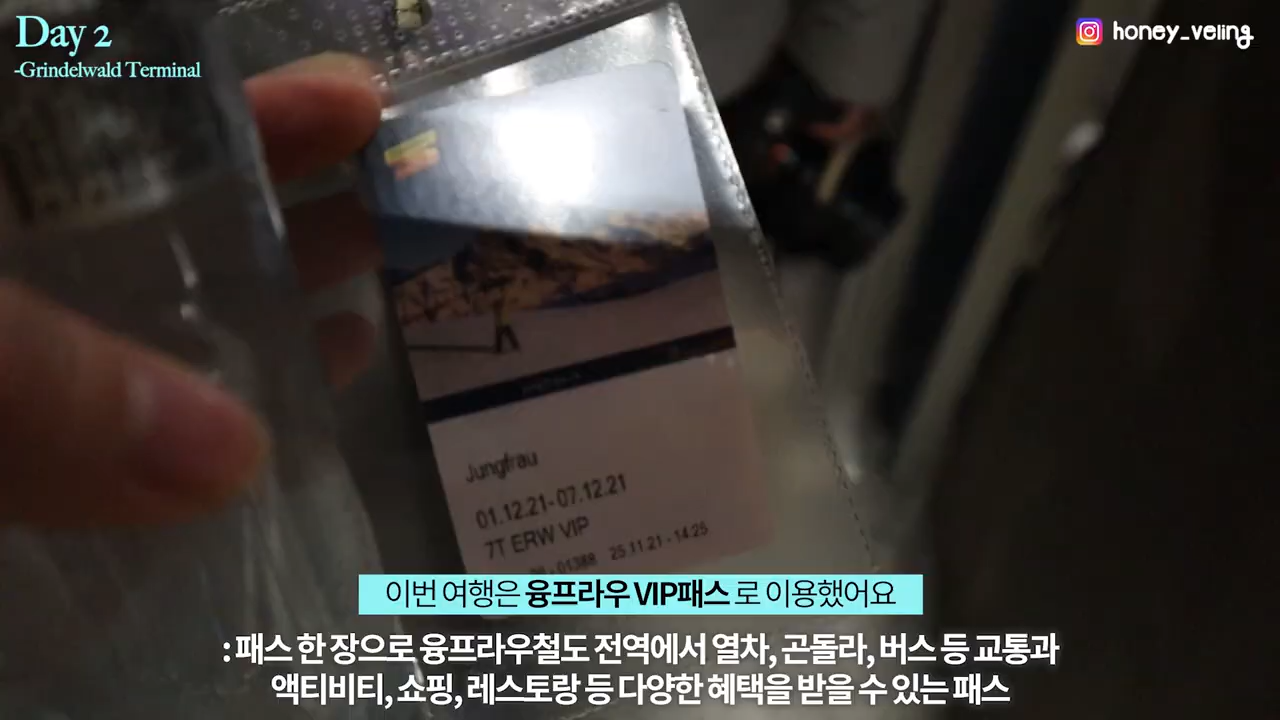 Day 2
-Grindelwald Terminal
honey_veiing
Jungfrau
01.12.21-07.12.21
7T ERW VIP
01388 25.11.21 - 14:25
이번 여행은 융프라우 VIP패스 로 이용했어요
: 패스 한 장으로 융프라우철도 전역에서 열차, 곤돌라, 버스 등 교통과
액티비티, 쇼핑, 레스토랑 등 다양한 혜택을 받을 수 있는 패스